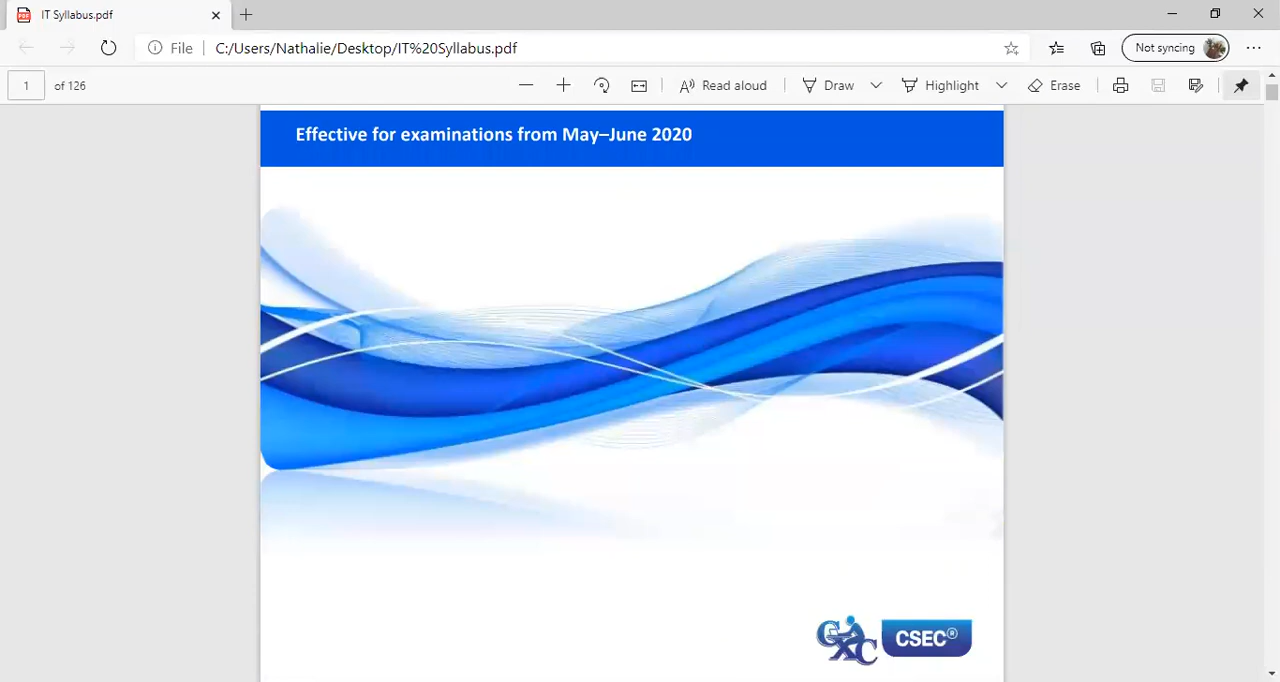 IT Syllabus.pdf
File C:/Users/Nathalie/Desktop/IT%20Syllabus.pdf Not syncing
1 of 126 Read aloud Draw Highlight Erase
Effective for examinations from May–June 2020
CXC CSEC®